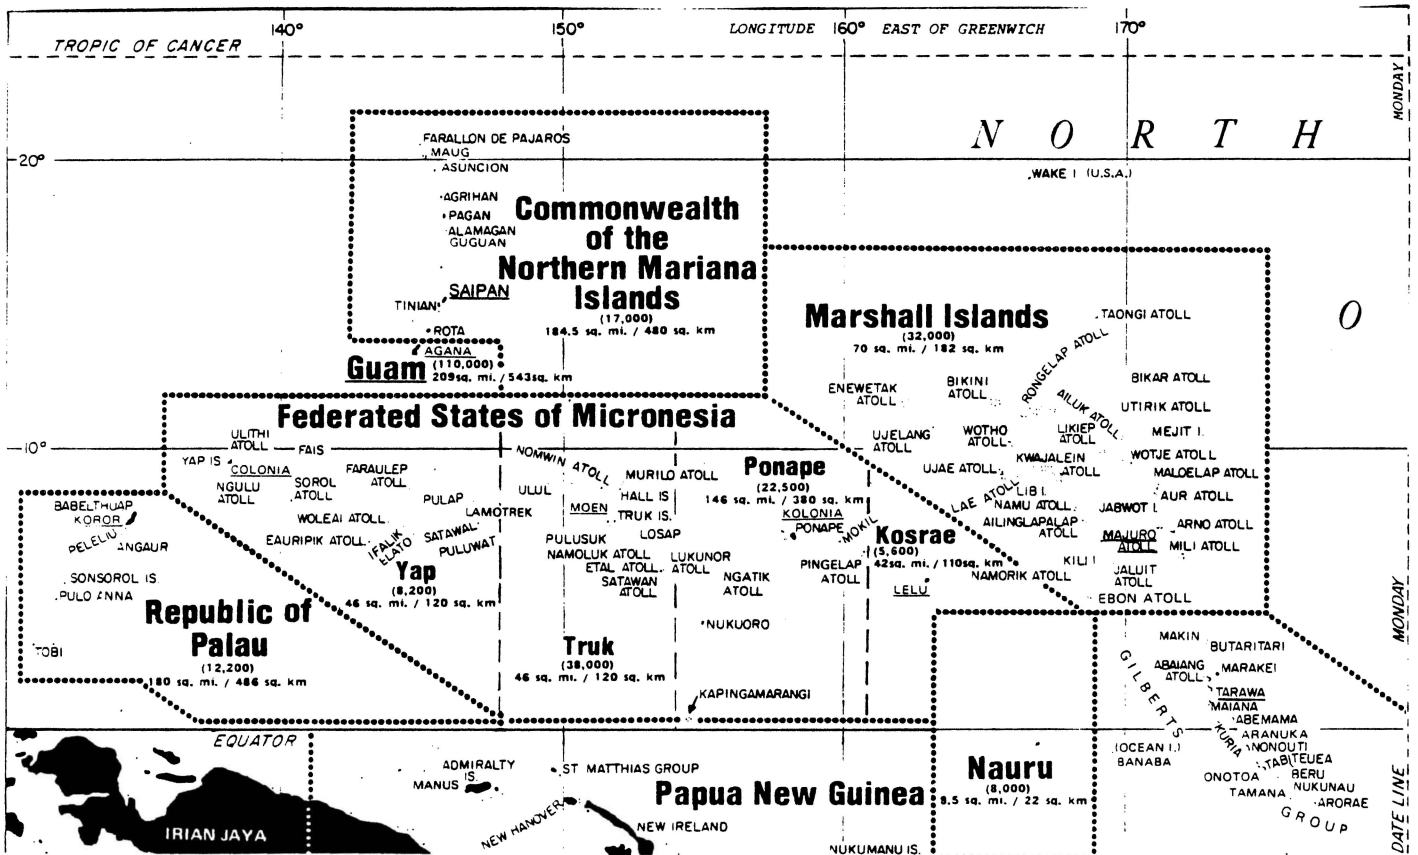 140°
150°
LONGITUDE 160° EAST OF GREENWICH
170°
TROPIC OF CANCER
MONDAY
NORTH
FARALLON DE PAJAROS
MAUG
ASUNCION
20°
WAKE I (U.S.A.)
AGRIHAN
PAGAN
ALAMAGAN
GUGUAN
Commonwealth
of the
Northern Mariana
Islands
(17,000)
184.5 sq. mi. / 480 sq. km
SAIPAN
TINIAN
ROTA
AGANA
Guam
(110,000)
209sq. mi. / 543sq. km
Marshall Islands
(32,000)
70 sq. mi. / 182 sq. km
TAONGI ATOLL
O
RONGELAP ATOLL
BIKINI
ATOLL
ENEWETAK
ATOLL
BIKAR ATOLL
AILUK ATOLL
UTIRIK ATOLL
UJELANG
ATOLL
WOTHO
ATOLL
LIKIEP
ATOLL
MEJIT I.
UJAE ATOLL
KWAJALEIN
ATOLL
WOTJE ATOLL
MALOELAP ATOLL
LAE ATOLL
LIB I.
NAMU ATOLL
JABWOT I.
AUR ATOLL
AILINGLAPALAP
ATOLL
MAJURO
ATOLL
ARNO ATOLL
MILI ATOLL
KILI I
NAMORIK ATOLL
JALUIT
ATOLL
EBON ATOLL
Federated States of Micronesia
10°
ULITHI
ATOLL
FAIS
YAP IS.
COLONIA
NGULU
ATOLL
SOROL
ATOLL
FARAULEP
ATOLL
WOLEAI ATOLL
EAURIPIK ATOLL
IFALIK
ELATO
PULAP
LAMOTREK
SATAWAL
PULUWAT
Yap
(8,200)
46 sq. mi. / 120 sq. km
NOMWIN ATOLL
MURILO ATOLL
ULUL
HALL IS
MOEN
TRUK IS.
PULUSUK
LOSAP
NAMOLUK ATOLL
ETAL ATOLL
LUKUNOR
ATOLL
SATAWAN
ATOLL
Truk
(38,000)
46 sq. mi. / 120 sq. km
Ponape
(22,500)
146 sq. mi. / 380 sq. km
KOLONIA
PONAPE
MOKIL
PINGELAP
ATOLL
NGATIK
ATOLL
NUKUORO
KAPINGAMARANGI
Kosrae
(5,600)
42sq. mi. / 110sq. km
LELU
BABELTHUAP
KOROR
PELELIU
ANGAUR
SONSOROL IS.
PULO ANNA
Republic of
Palau
(12,200)
180 sq. mi. / 486 sq. km
TOBI
MONDAY
MAKIN
BUTARITARI
ABAIANG
ATOLL
MARAKEI
TARAWA
MAIANA
ABEMAMA
KURIA
ARANUKA
NONOUTI
TABITEUEA
BERU
ONOTOA
NUKUNAU
TAMANA
ARORAE
GILBERTS
GROUP
(OCEAN I.)
BANABA
EQUATOR
Nauru
(8,000)
8.5 sq. mi. / 22 sq. km
ADMIRALTY
IS.
MANUS
ST MATTHIAS GROUP
Papua New Guinea
IRIAN JAYA
NEW HANOVER
NEW IRELAND
NUKUMANU IS.
DATE LINE